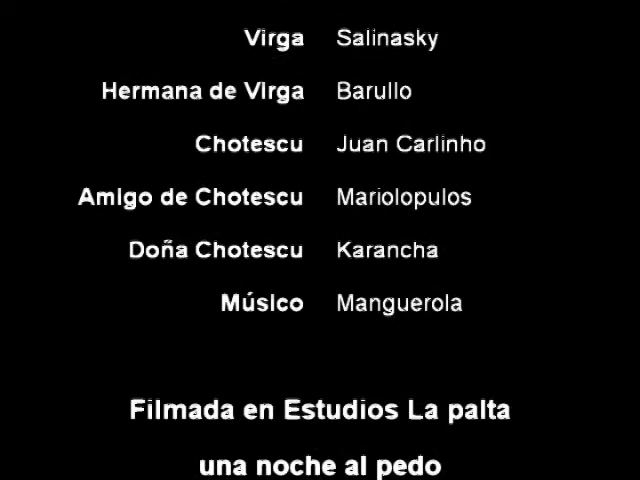 Virga Salinasky
Hermana de Virga Barullo
Chotescu Juan Carlinho
Amigo de Chotescu Mariolopulos
Doña Chotescu Karancha
Músico Manguerola
Filmada en Estudios La palta
una noche al pedo